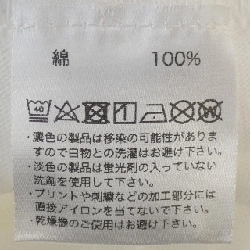 綿 100%
40
・濃色の製品は移染の可能性がありま
すので白物との洗濯はお避け下さい。
・淡色の製品は蛍光剤の入っていない
洗剤を使用して下さい。
・プリントや刺繍などの加工部分には
直接アイロンを当てないで下さい。
・乾燥器のご使用はお避け下さい。